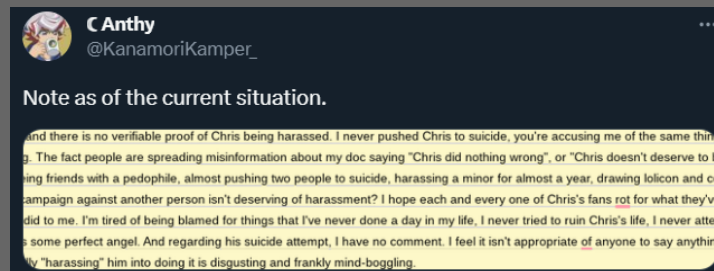 ☾ Anthy
@KanamoriKamper_
Note as of the current situation.
and there is no verifiable proof of Chris being harassed. I never pushed Chris to suicide, you're accusing me of the same
g. The fact people are spreading misinformation about my doc saying "Chris did nothing wrong", or "Chris doesn't deserve to
ing friends with a pedophile, almost pushing two people to suicide, harassing a minor for almost a year, drawing lolicon and
ampaign against another person isn't deserving of harassment? I hope each and every one of Chris's fans rot for what
did to me. I'm tired of being blamed for things that I've never done a day in my life, I never tried to ruin Chris's life, I never
some perfect angel. And regarding his suicide attempt, I have no comment. I feel it isn't appropriate of anyone to say
"harassing" him into doing it is disgusting and frankly mind-boggling.